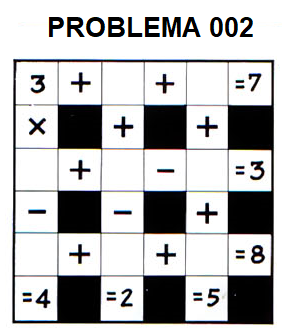 PROBLEMA 002
3 + + =7
× + +
+ - =3
- - +
+ + =8
=4 =2 =5